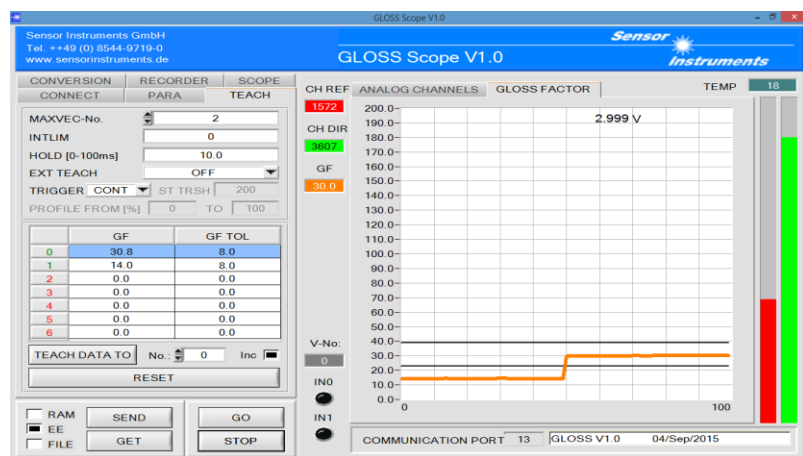 GLOSS Scope V1.0
Sensor Instruments GmbH
Tel. ++49 (0) 8544-9719-0
www.sensorinstruments.de
GLOSS Scope V1.0
Sensor
Instruments
CONVERSION RECORDER SCOPE
CONNECT PARA TEACH
MAXVEC-No. 2
INTLIM 0
HOLD [0-100ms] 10.0
EXT TEACH OFF
TRIGGER CONT ST TRSH 200
PROFILE FROM [%] 0 TO 100
GF GF TOL
0 30.8 8.0
1 14.0 8.0
2 0.0 0.0
3 0.0 0.0
4 0.0 0.0
5 0.0 0.0
6 0.0 0.0
TEACH DATA TO No.: 0 Inc
RESET
RAM
EE
FILE
SEND GO
GET STOP
CH REF
1572
CH DIR
3607
GF
30.0
V-No:
0
IN0
IN1
ANALOG CHANNELS GLOSS FACTOR
TEMP 18
2.999 V
200.0
190.0
180.0
170.0
160.0
150.0
140.0
130.0
120.0
110.0
100.0
90.0
80.0
70.0
60.0
50.0
40.0
30.0
20.0
10.0
0.0
0 100
COMMUNICATION PORT 13 GLOSS V1.0 04/Sep/2015